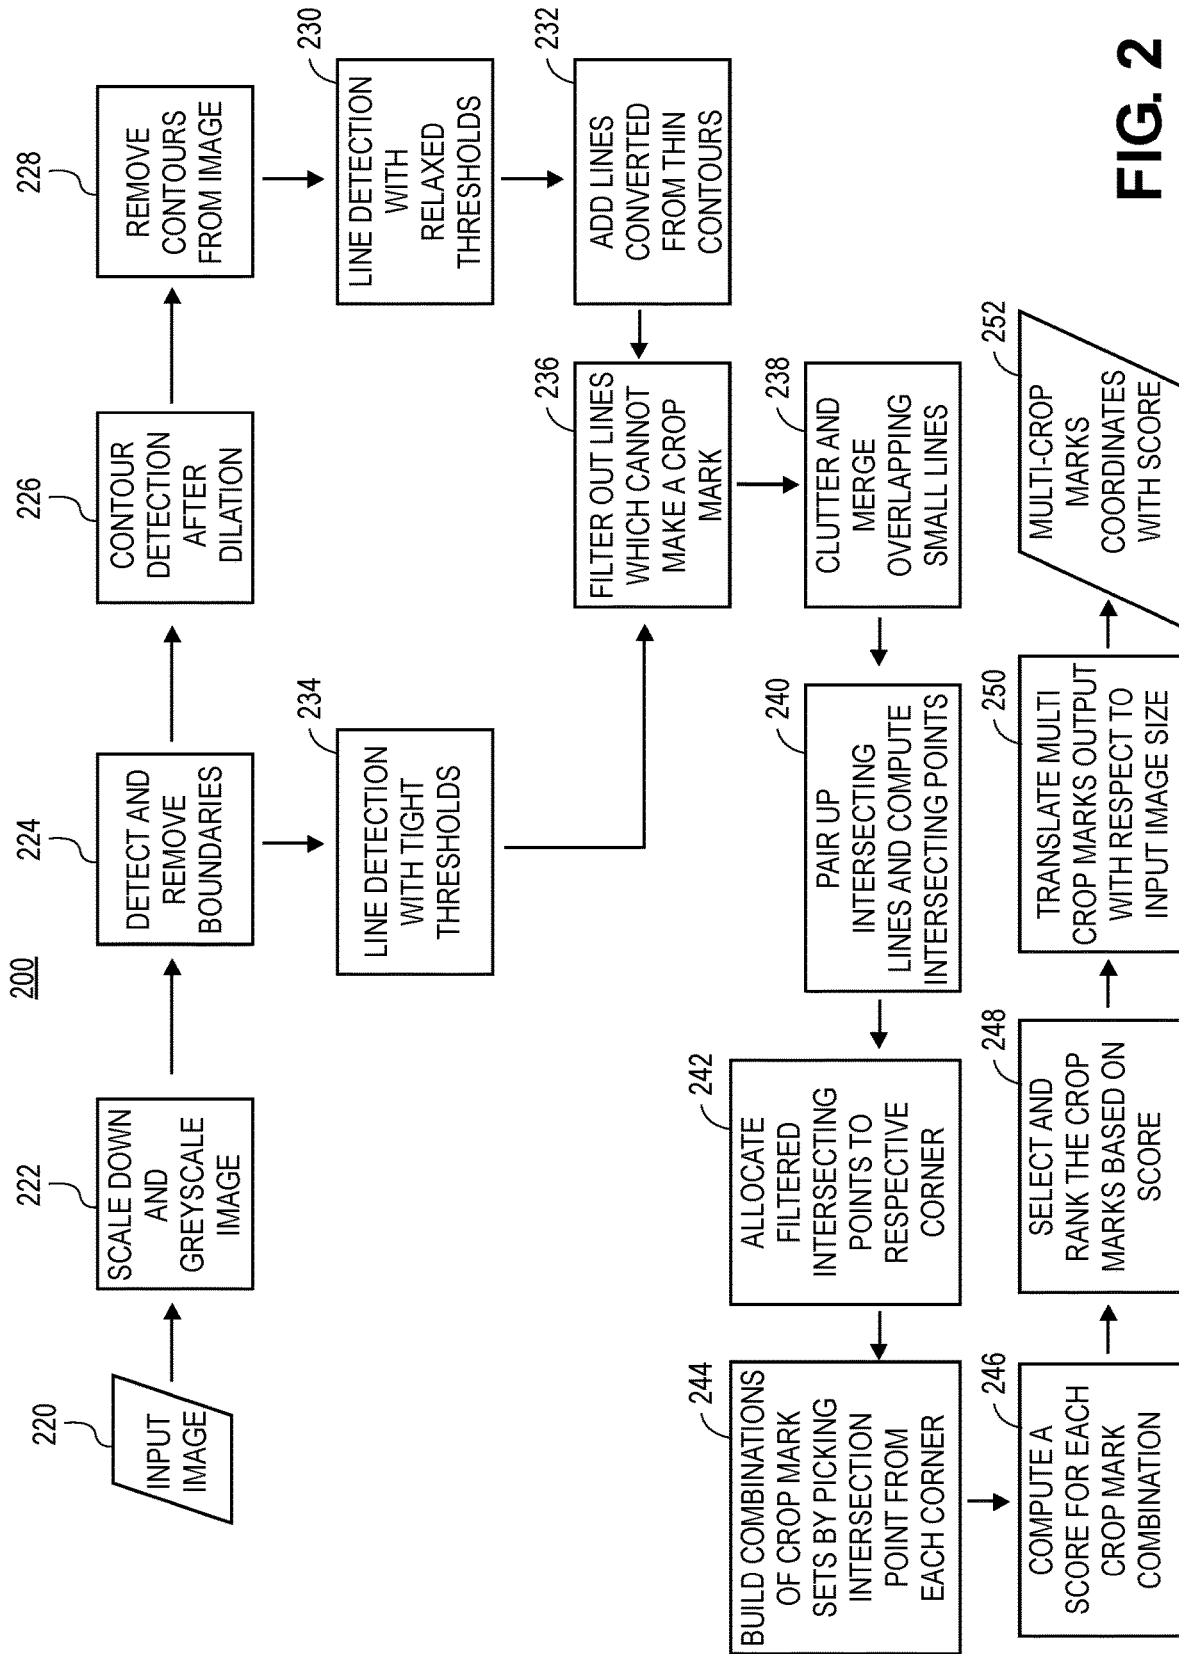 200
220
INPUT
IMAGE
222
SCALE DOWN
AND
GREYSCALE
IMAGE
224
DETECT AND
REMOVE
BOUNDARIES
226
CONTOUR
DETECTION
AFTER
DILATION
228
REMOVE
CONTOURS
FROM IMAGE
230
LINE DETECTION
WITH
RELAXED
THRESHOLDS
232
ADD LINES
CONVERTED
FROM THIN
CONTOURS
234
LINE DETECTION
WITH TIGHT
THRESHOLDS
236
FILTER OUT LINES
WHICH CANNOT
MAKE A CROP
MARK
238
CLUTTER AND
MERGE
OVERLAPPING
SMALL LINES
240
PAIR UP
INTERSECTING
LINES AND COMPUTE
INTERSECTING POINTS
242
ALLOCATE
FILTERED
INTERSECTING
POINTS TO
RESPECTIVE
CORNER
244
BUILD COMBINATIONS
OF CROP MARK
SETS BY PICKING
INTERSECTION
POINT FROM
EACH CORNER
246
COMPUTE A
SCORE FOR EACH
CROP MARK
COMBINATION
248
SELECT AND
RANK THE CROP
MARKS BASED ON
SCORE
250
TRANSLATE MULTI
CROP MARKS OUTPUT
WITH RESPECT TO
INPUT IMAGE SIZE
252
MULTI-CROP
MARKS
COORDINATES
WITH SCORE
FIG. 2